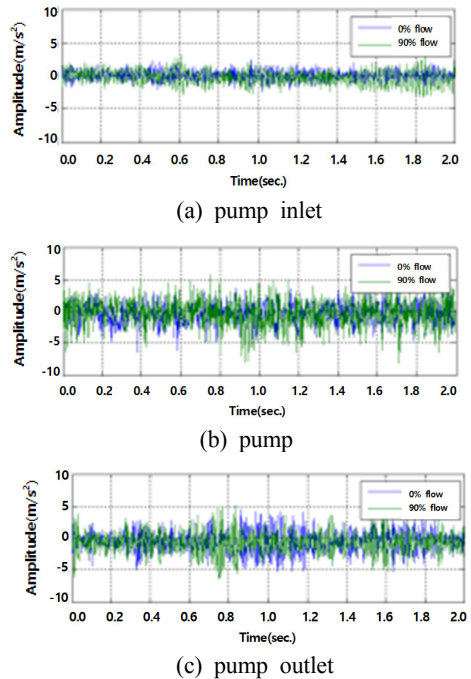 10
5
0
-5
-10
Amplitude(m/s²)
0% flow
90% flow
0.0 0.2 0.4 0.6 0.8 1.0 1.2 1.4 1.6 1.8 2.0
Time(sec.)
(a) pump inlet
10
5
0
-5
-10
Amplitude(m/s²)
0% flow
90% flow
0.0 0.2 0.4 0.6 0.8 1.0 1.2 1.4 1.6 1.8 2.0
Time(sec.)
(b) pump
10
5
0
-5
-10
Amplitude(m/s²)
0% flow
90% flow
0.0 0.2 0.4 0.6 0.8 1.0 1.2 1.4 1.6 1.8 2.0
Time(sec.)
(c) pump outlet